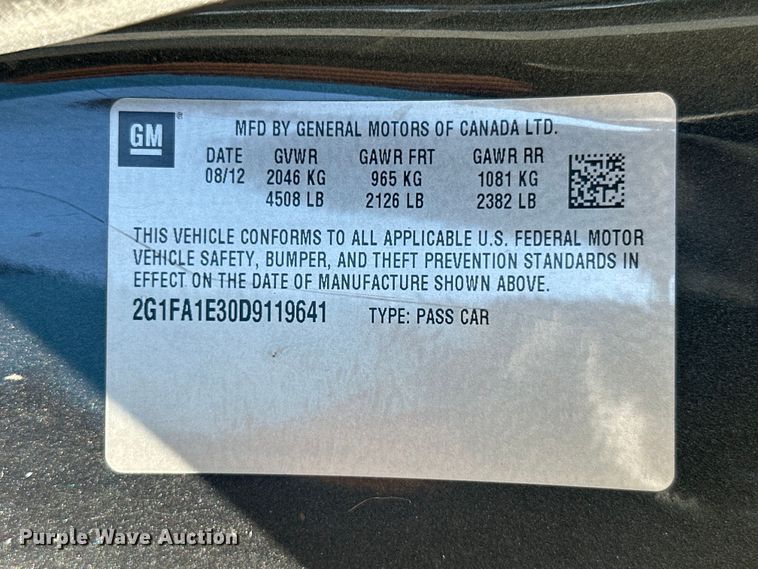 GM
MFD BY GENERAL MOTORS OF CANADA LTD.
DATE GVWR GAWR FRT GAWR RR
08/12 2046 KG 965 KG 1081 KG
4508 LB 2126 LB 2382 LB
THIS VEHICLE CONFORMS TO ALL APPLICABLE U.S. FEDERAL MOTOR
VEHICLE SAFETY, BUMPER, AND THEFT PREVENTION STANDARDS IN
EFFECT ON THE DATE OF MANUFACTURE SHOWN ABOVE.
2G1FA1E30D9119641 TYPE: PASS CAR
Purple Wave Auction